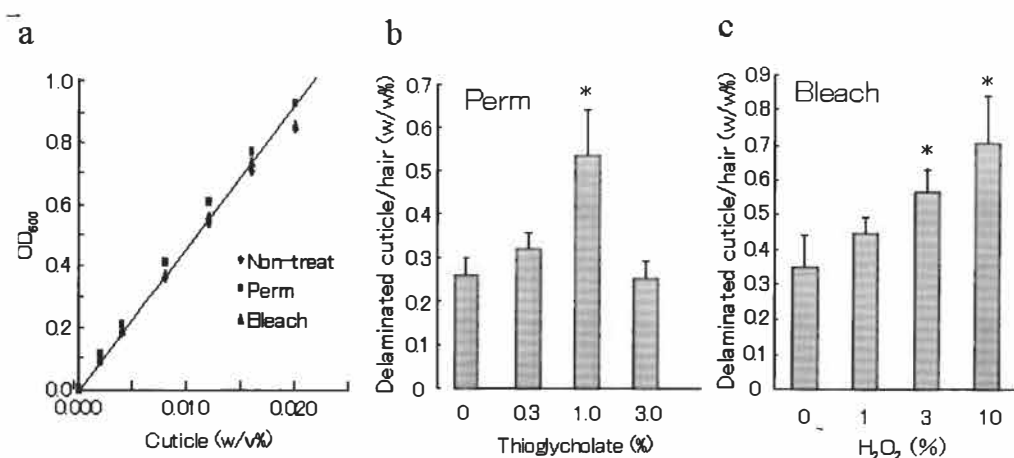 a
1.0
0.8
0.6
0.4
0.2
0.0
OD600
Non-treat
Perm
Bleach
0.000
0.010
0.020
Cuticle (w/v%)
b
Delaminated cuticle/hair (w/w%)
0.7
0.6
0.5
0.4
0.3
0.2
0.1
0
Perm
*
0
0.3
1.0
3.0
Thioglycholate (%)
c
Delaminated cuticle/hair (w/w%)
0.9
0.8
0.7
0.6
0.5
0.4
0.3
0.2
0.1
0
Bleach
*
*
0
1
3
10
H₂O₂ (%)